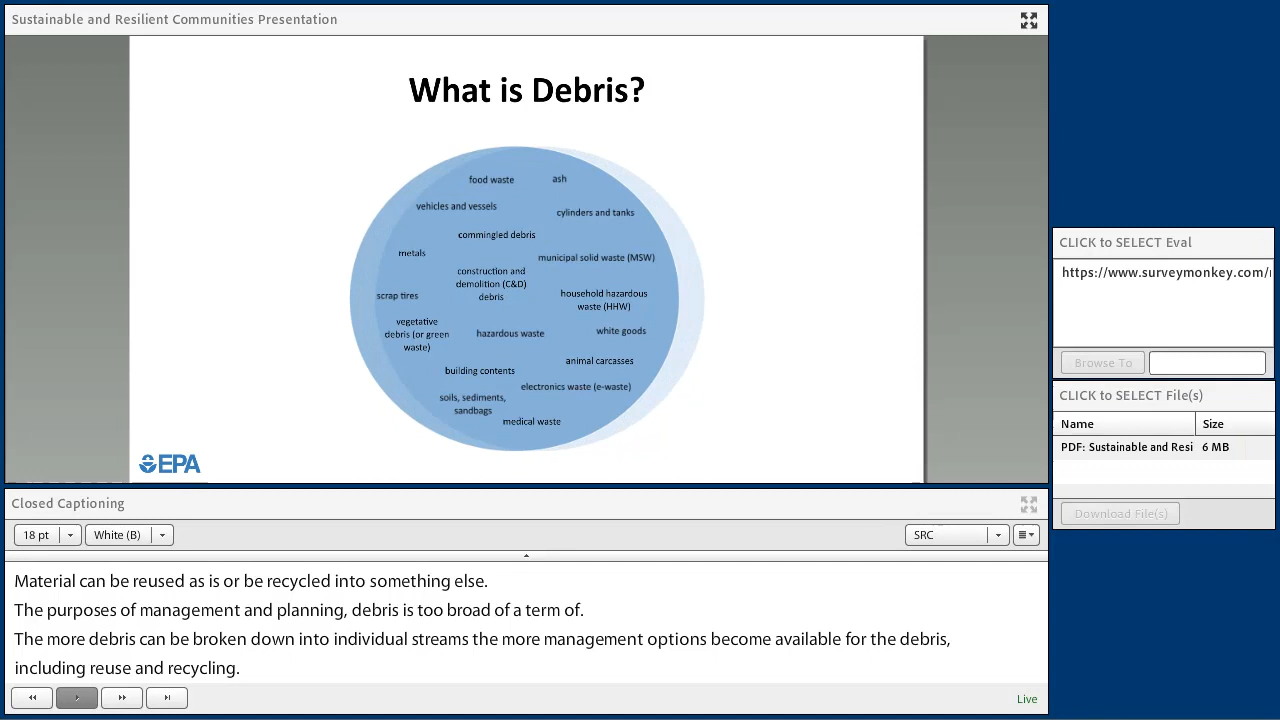 Sustainable and Resilient Communities Presentation
What is Debris?
food waste
ash
vehicles and vessels
cylinders and tanks
commingled debris
metals
municipal solid waste (MSW)
construction and
demolition (C&D)
debris
scrap tires
household hazardous
waste (HHW)
vegetative
debris (or green
waste)
hazardous waste
white goods
animal carcasses
building contents
electronics waste (e-waste)
soils, sediments,
sandbags
medical waste
EPA
CLICK to SELECT Eval
https://www.surveymonkey.com/
Browse To
CLICK to SELECT File(s)
Name Size
PDF: Sustainable and Resi 6 MB
Download File(s)
Closed Captioning
18 pt White (B) SRC
Material can be reused as is or be recycled into something else.
The purposes of management and planning, debris is too broad of a term of.
The more debris can be broken down into individual streams the more management options become available for the debris,
including reuse and recycling.
Live